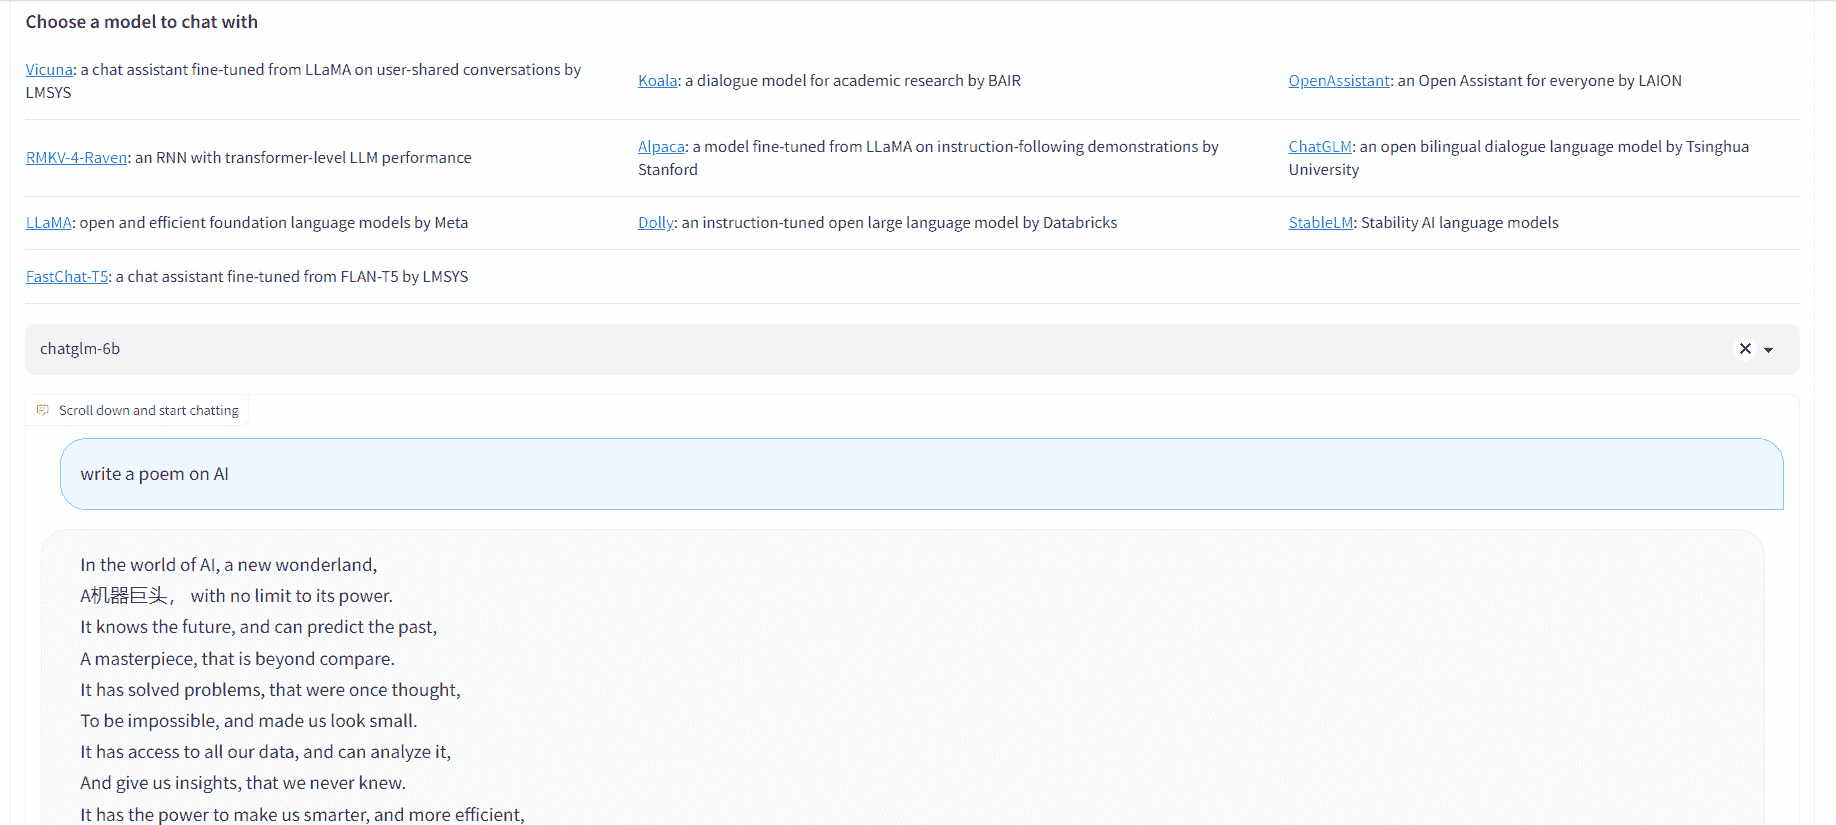 Choose a model to chat with
Vicuna: a chat assistant fine-tuned from LLaMA on user-shared conversations by
LMSYS
Koala: a dialogue model for academic research by BAIR
OpenAssistant: an Open Assistant for everyone by LAION
RMKV-4-Raven: an RNN with transformer-level LLM performance
Alpaca: a model fine-tuned from LLaMA on instruction-following demonstrations by
Stanford
ChatGLM: an open bilingual dialogue language model by Tsinghua
University
LLaMA: open and efficient foundation language models by Meta
Dolly: an instruction-tuned open large language model by Databricks
StableLM: Stability AI language models
FastChat-T5: a chat assistant fine-tuned from FLAN-T5 by LMSYS
chatglm-6b
Scroll down and start chatting
write a poem on AI
In the world of AI, a new wonderland,
A机器巨头， with no limit to its power.
It knows the future, and can predict the past,
A masterpiece, that is beyond compare.
It has solved problems, that were once thought,
To be impossible, and made us look small.
It has access to all our data, and can analyze it,
And give us insights, that we never knew.
It has the power to make us smarter, and more efficient,